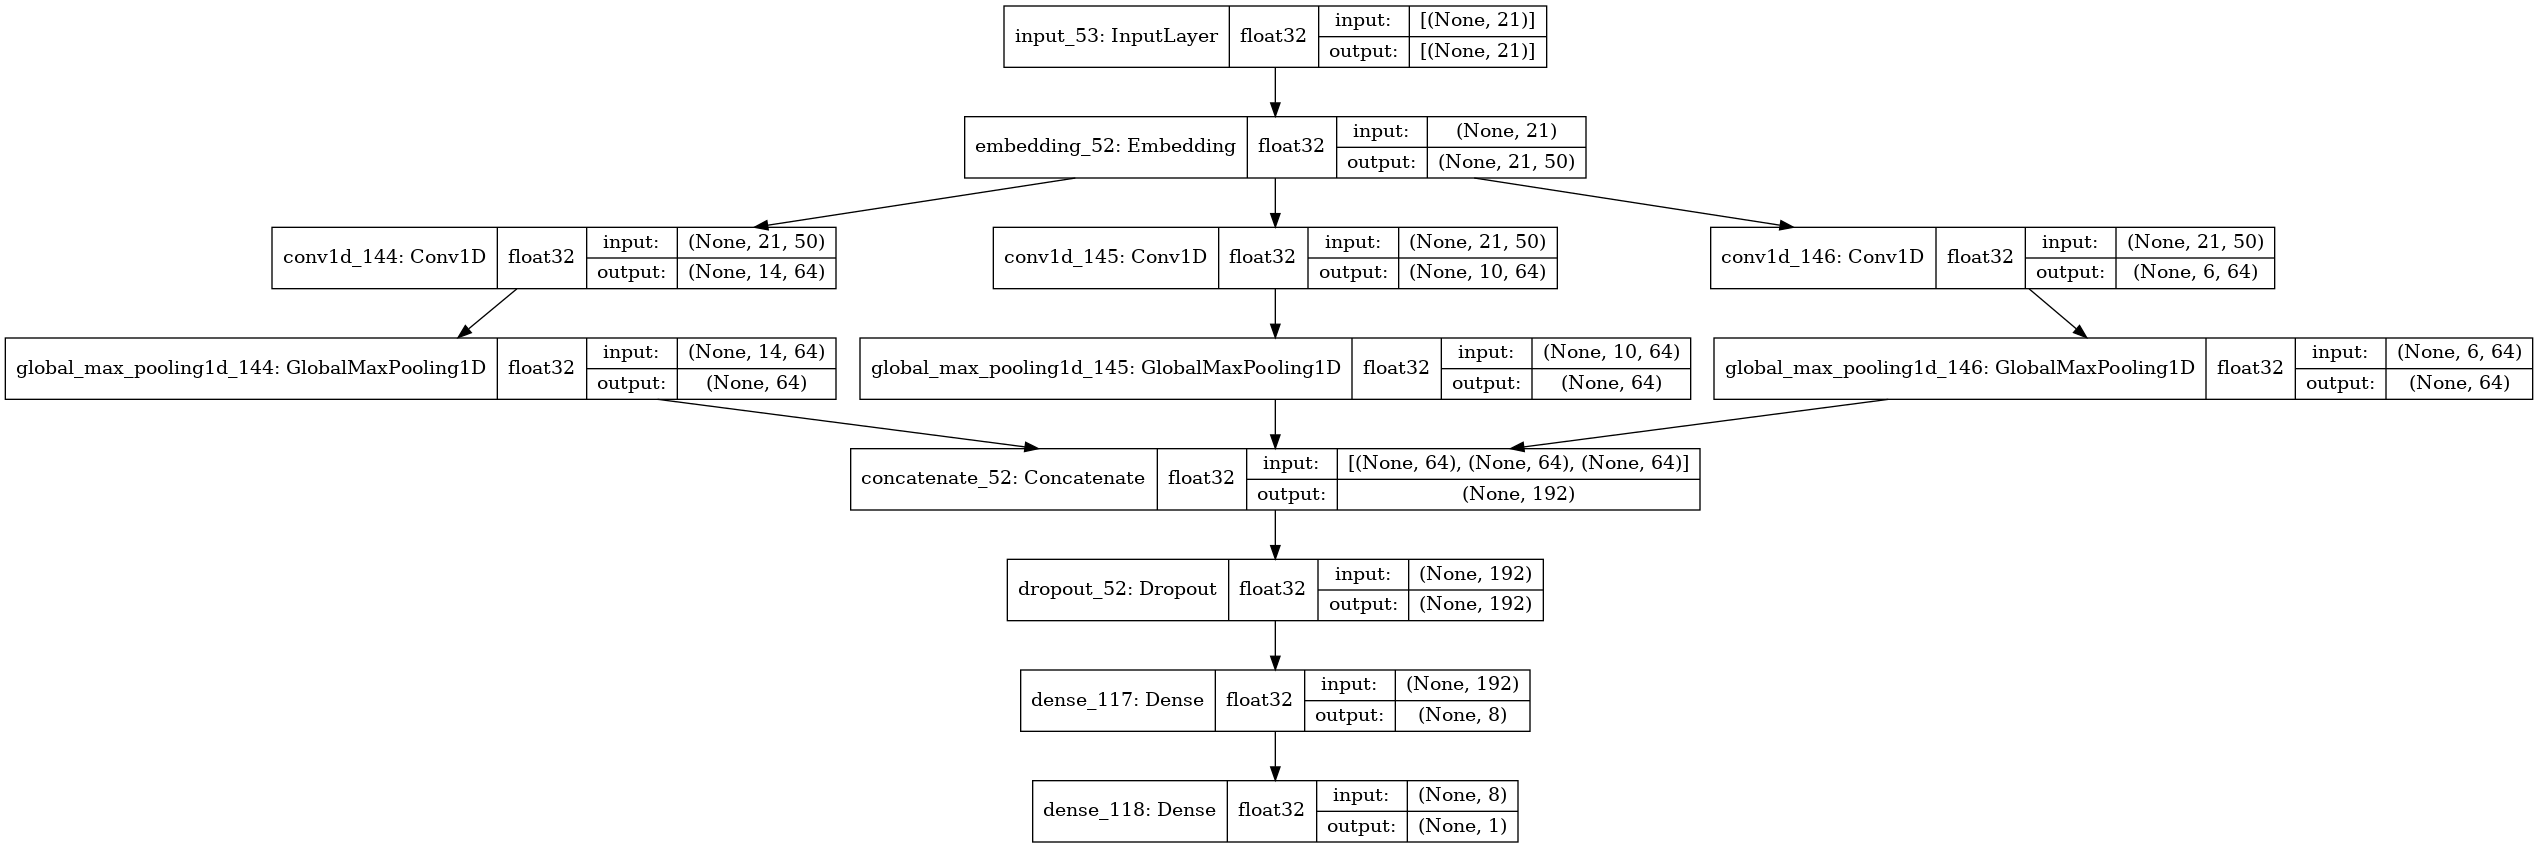 input_53: InputLayer float32 input: [(None, 21)]
output: [(None, 21)]
embedding_52: Embedding float32 input: (None, 21)
output: (None, 21, 50)
conv1d_144: Conv1D float32 input: (None, 21, 50)
output: (None, 14, 64)
conv1d_145: Conv1D float32 input: (None, 21, 50)
output: (None, 10, 64)
conv1d_146: Conv1D float32 input: (None, 21, 50)
output: (None, 6, 64)
global_max_pooling1d_144: GlobalMaxPooling1D float32 input: (None, 14, 64)
output: (None, 64)
global_max_pooling1d_145: GlobalMaxPooling1D float32 input: (None, 10, 64)
output: (None, 64)
global_max_pooling1d_146: GlobalMaxPooling1D float32 input: (None, 6, 64)
output: (None, 64)
concatenate_52: Concatenate float32 input: [(None, 64), (None, 64), (None, 64)]
output: (None, 192)
dropout_52: Dropout float32 input: (None, 192)
output: (None, 192)
dense_117: Dense float32 input: (None, 192)
output: (None, 8)
dense_118: Dense float32 input: (None, 8)
output: (None, 1)